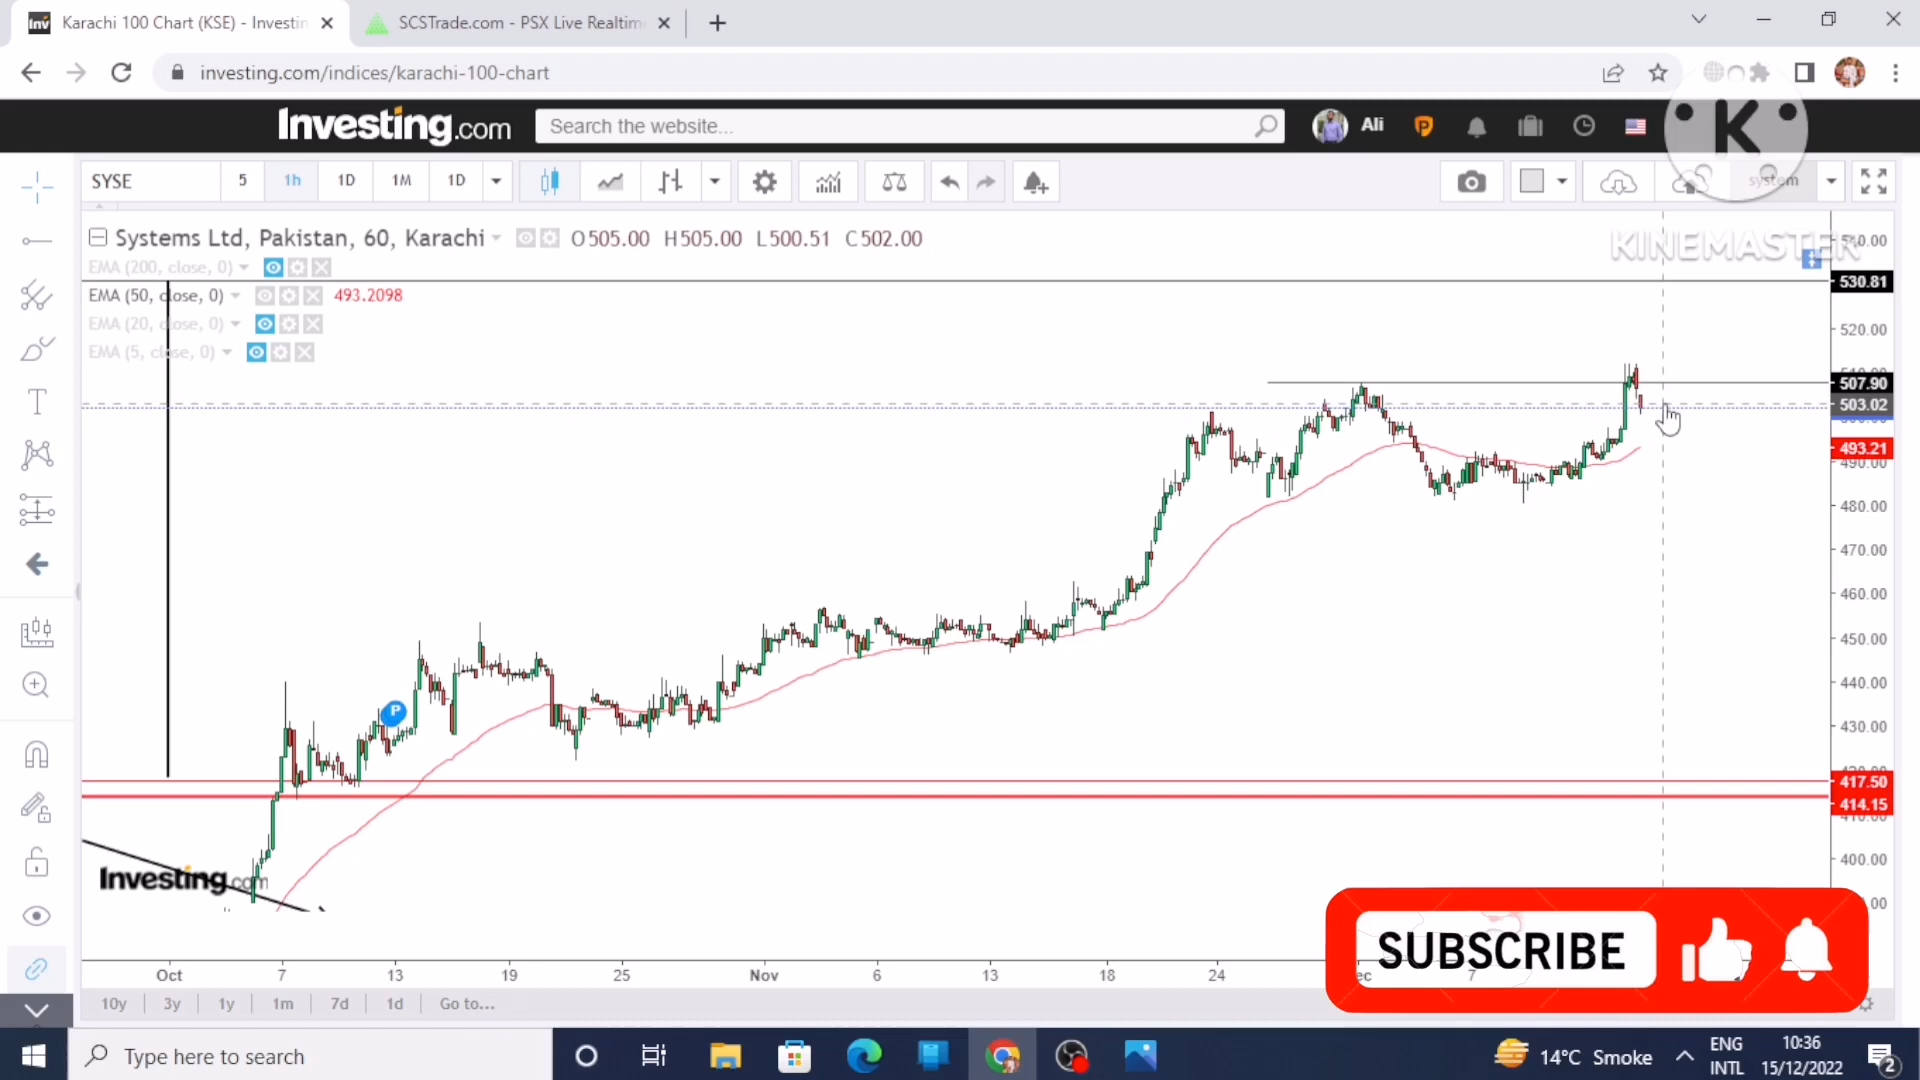 Karachi 100 Chart (KSE) - Investin
SCSTrade.com - PSX Live Realtim
investing.com/indices/karachi-100-chart
Investing.com
Search the website...
Ali
K
SYSE
5
1h
1D
1M
1D
system
Systems Ltd, Pakistan, 60, Karachi
O505.00 H505.00 L500.51 C502.00
KINEMASTER
EMA (200, close, 0)
EMA (50, close, 0)
493.2098
EMA (20, close, 0)
EMA (5, close, 0)
530.81
520.00
507.90
503.02
493.21
490.00
480.00
470.00
460.00
450.00
440.00
430.00
417.50
414.15
400.00
P
Investing.com
SUBSCRIBE
Oct
7
13
19
25
Nov
6
13
18
24
7
10y
3y
1y
1m
7d
1d
Go to...
Type here to search
14°C Smoke
ENG
INTL
10:36
15/12/2022
2